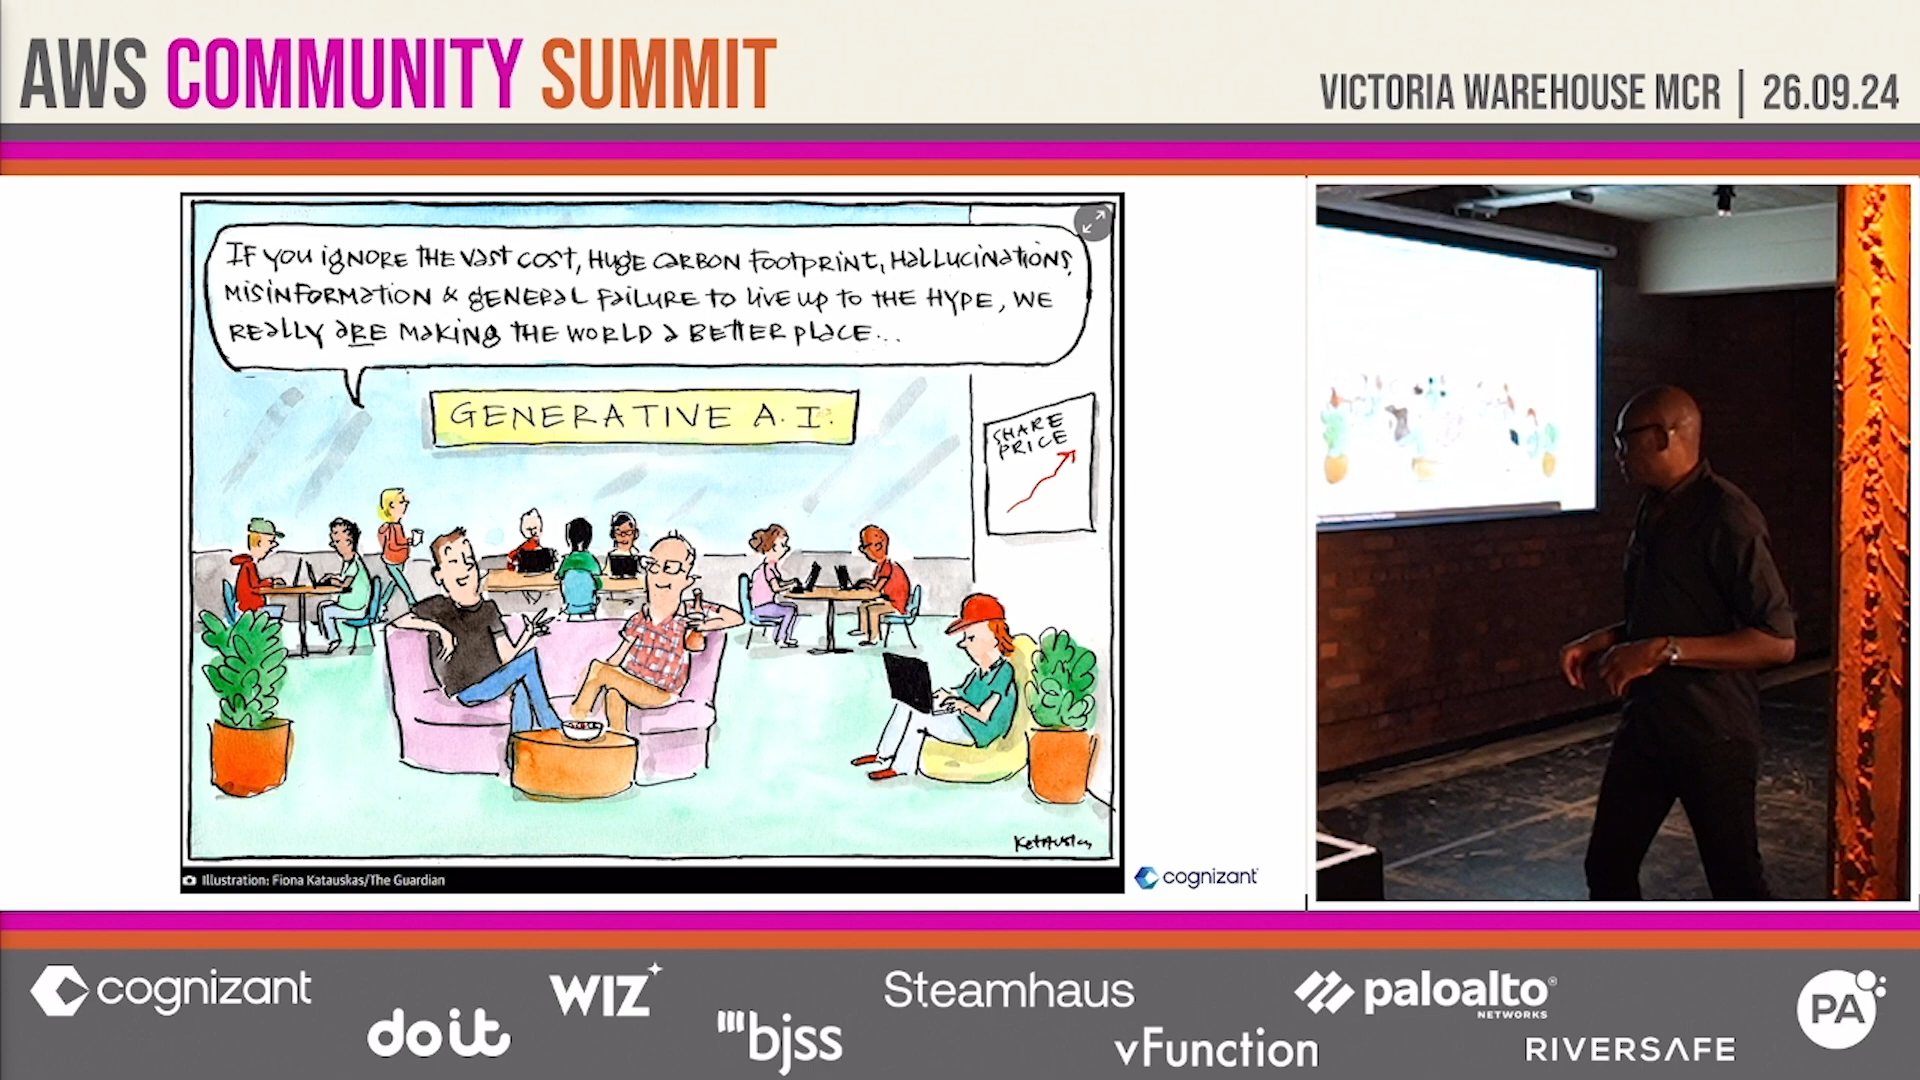 AWS COMMUNITY SUMMIT
VICTORIA WAREHOUSE MCR | 26.09.24
IF YOU IGNORE THE VAST COST, HUGE CARBON FOOTPRINT, HALLUCINATIONS,
MISINFORMATION & GENERAL FAILURE TO LIVE UP TO THE HYPE, WE
REALLY ARE MAKING THE WORLD A BETTER PLACE...
GENERATIVE A.I.
SHARE
PRICE
Katauskas
Illustration: Fiona Katauskas/The Guardian
cognizant
cognizant
doit
WIZ
bjss
Steamhaus
vFunction
paloalto
NETWORKS
RIVERSAFE
PA